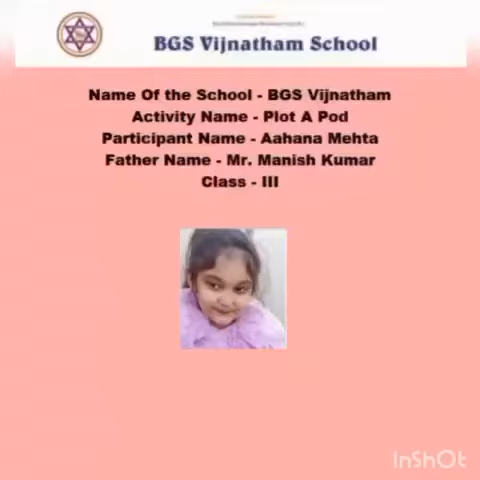 BGS Vijnatham School
Name Of the School - BGS Vijnatham
Activity Name - Plot A Pod
Participant Name - Aahana Mehta
Father Name - Mr. Manish Kumar
Class - III
InShOt